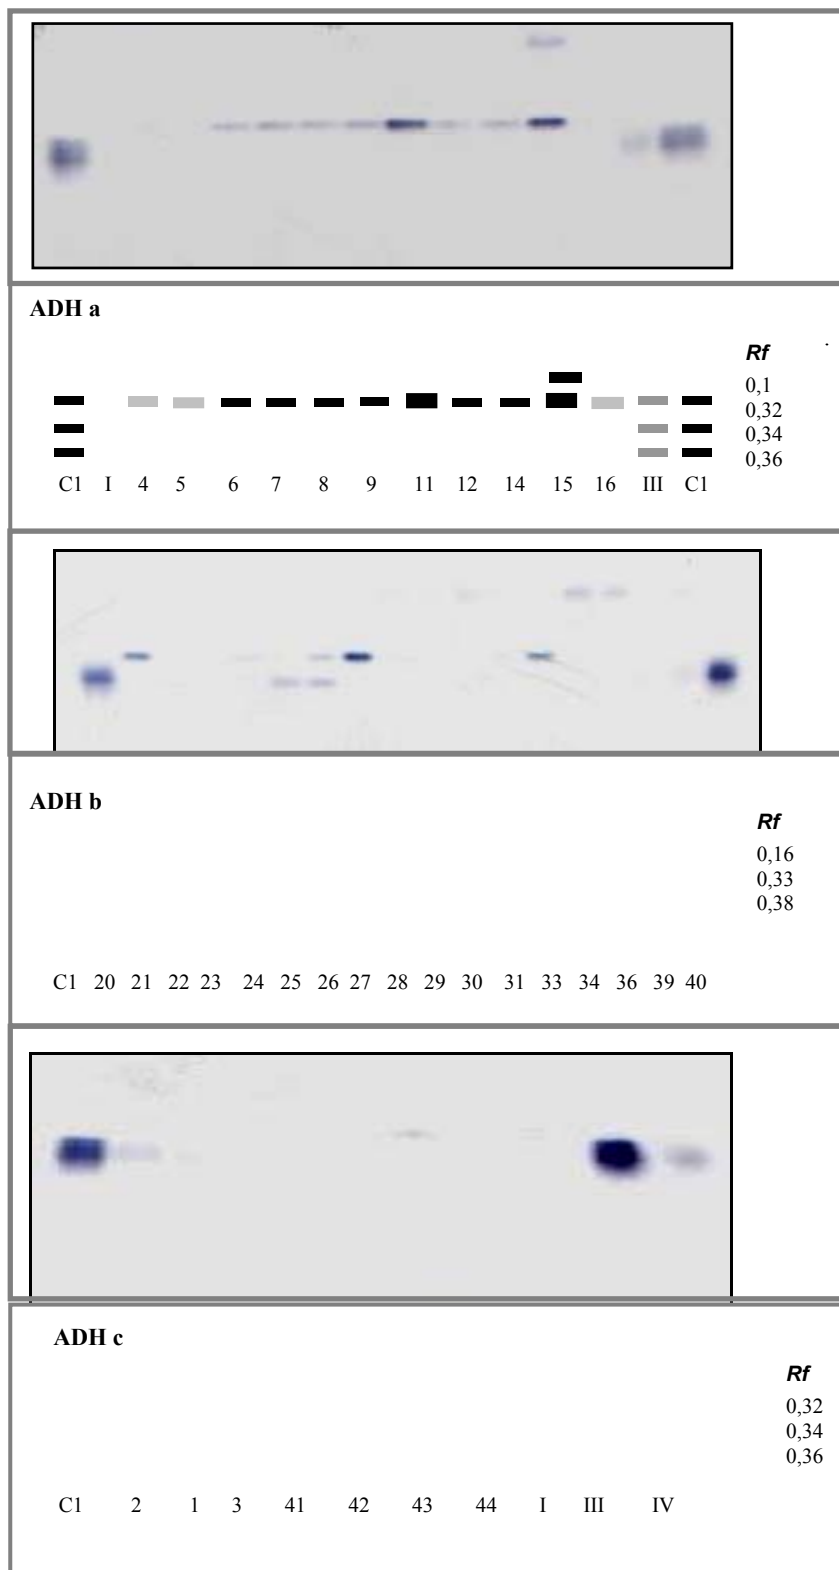 ADH a
Rf
0,1
0,32
0,34
0,36
C1 I 4 5 6 7 8 9 11 12 14 15 16 III C1
ADH b
Rf
0,16
0,33
0,38
C1 20 21 22 23 24 25 26 27 28 29 30 31 33 34 36 39 40
ADH c
Rf
0,32
0,34
0,36
C1 2 1 3 41 42 43 44 I III IV